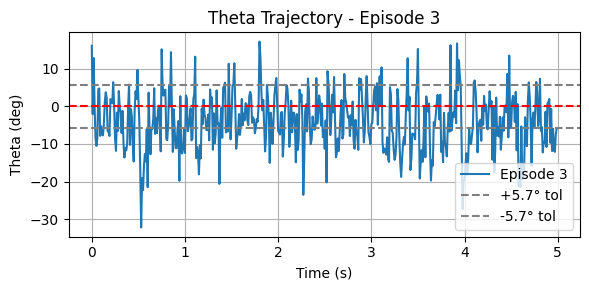 Theta Trajectory - Episode 3
Theta (deg)
10
0
−10
−20
−30
0
1
2
3
4
5
Time (s)
Episode 3
+5.7° tol
-5.7° tol